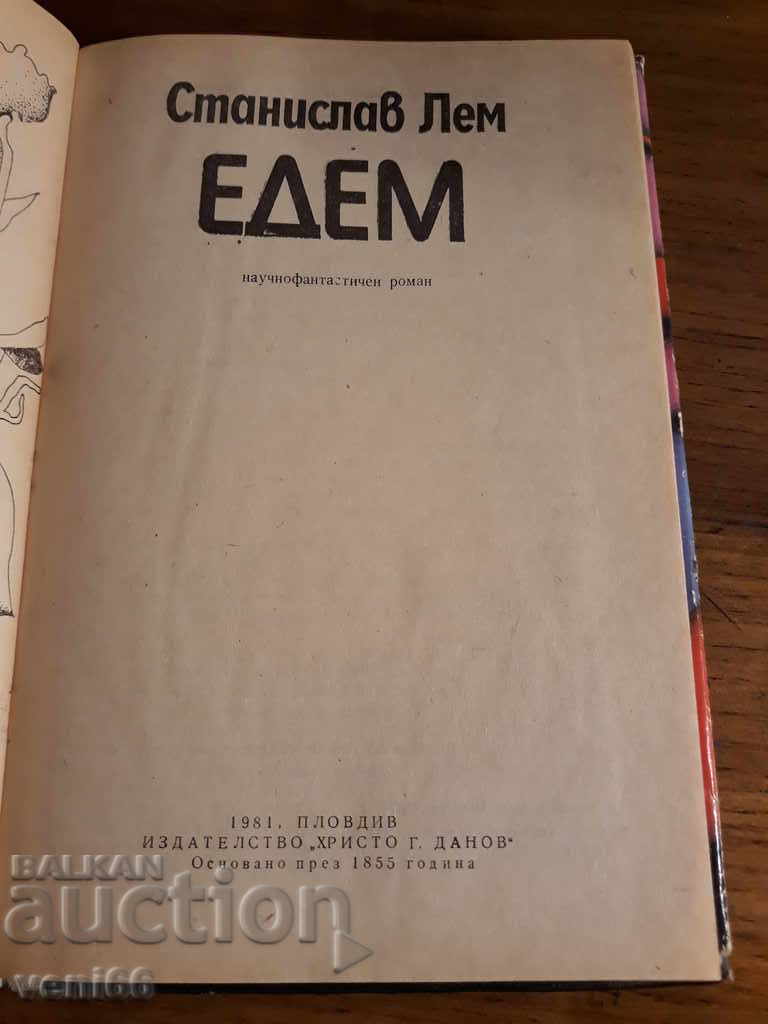 Станислав Лем
ЕДЕМ
научнофантастичен роман
1981, ПЛОВДИВ
ИЗДАТЕЛСТВО „ХРИСТО Г. ДАНОВ“
Основано през 1855 година
BALKAN
auction
veni66